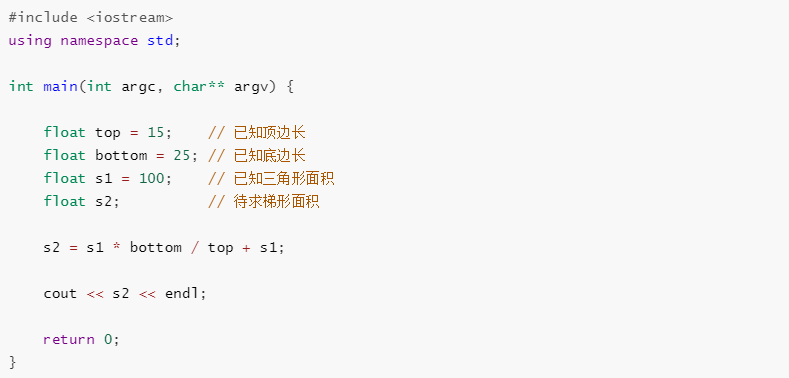 #include <iostream>
using namespace std;
int main(int argc, char** argv) {
float top = 15; // 已知顶边长
float bottom = 25; // 已知底边长
float s1 = 100; // 已知三角形面积
float s2; // 待求梯形面积
s2 = s1 * bottom / top + s1;
cout << s2 << endl;
return 0;
}